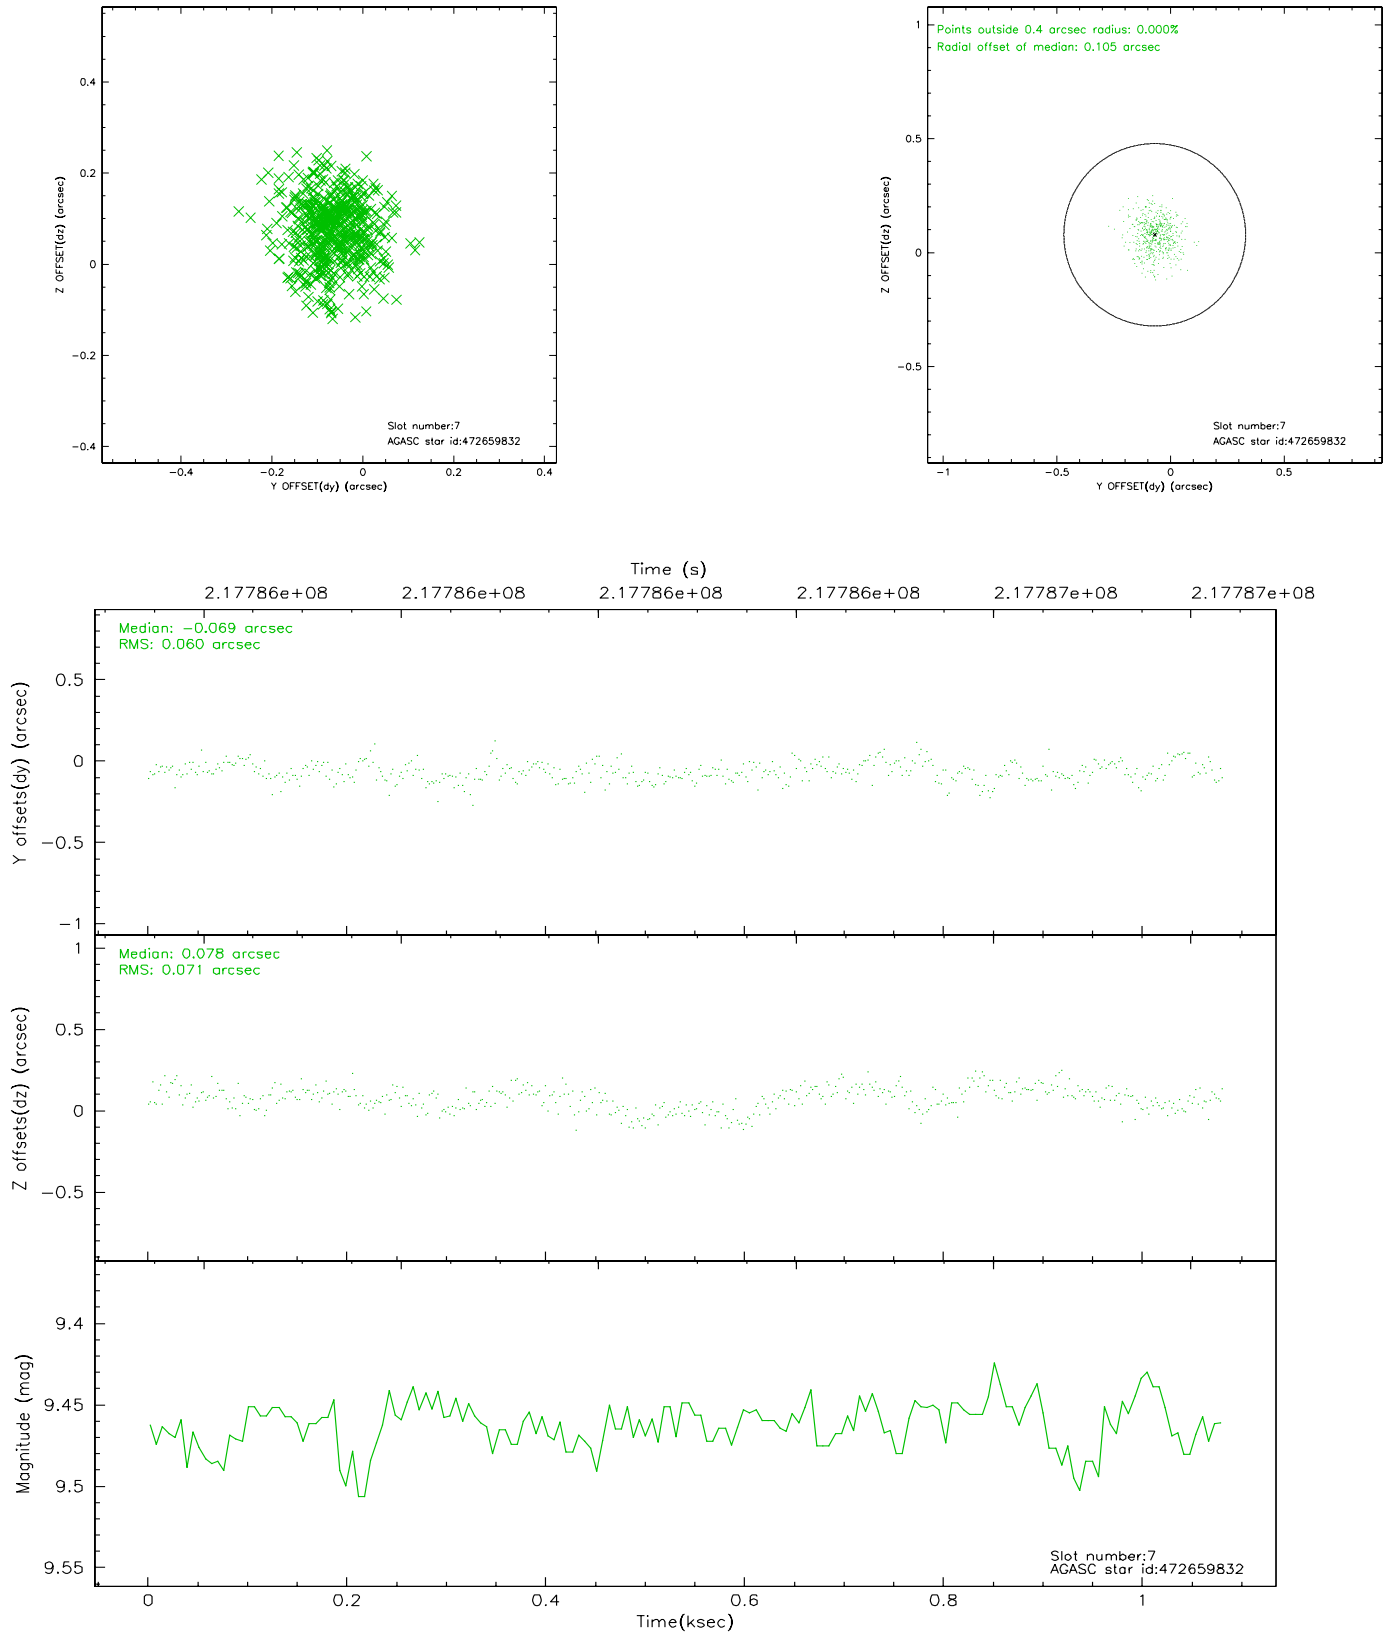 0.4
0.2
0
−0.2
−0.4
Z OFFSET(dz) (arcsec)
Slot number:7
AGASC star id:472659832
−0.4 −0.2 0 0.2 0.4
Y OFFSET(dy) (arcsec)
Points outside 0.4 arcsec radius: 0.000%
Radial offset of median: 0.105 arcsec
1
0.5
0
−0.5
Z OFFSET(dz) (arcsec)
Slot number:7
AGASC star id:472659832
−1 −0.5 0 0.5
Y OFFSET(dy) (arcsec)
Time (s)
2.17786e+08 2.17786e+08 2.17786e+08 2.17786e+08 2.17787e+08 2.17787e+08
Median: −0.069 arcsec
RMS: 0.060 arcsec
0.5
0
−0.5
−1
Y offsets(dy) (arcsec)
Median: 0.078 arcsec
RMS: 0.071 arcsec
1
0.5
0
−0.5
Z offsets(dz) (arcsec)
9.4
9.45
9.5
9.55
Magnitude (mag)
Slot number:7
AGASC star id:472659832
0 0.2 0.4 0.6 0.8 1
Time(ksec)